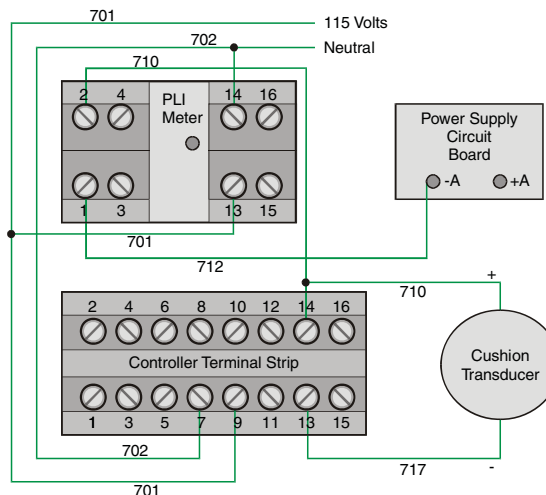 701
115 Volts
702
Neutral
710
2 4
PLI
Meter
14 16
1 3
13 15
Power Supply
Circuit
Board
-A +A
701
712
710
+
2 4 6 8 10 12 14 16
Controller Terminal Strip
1 3 5 7 9 11 13 15
Cushion
Transducer
702
717
-
701